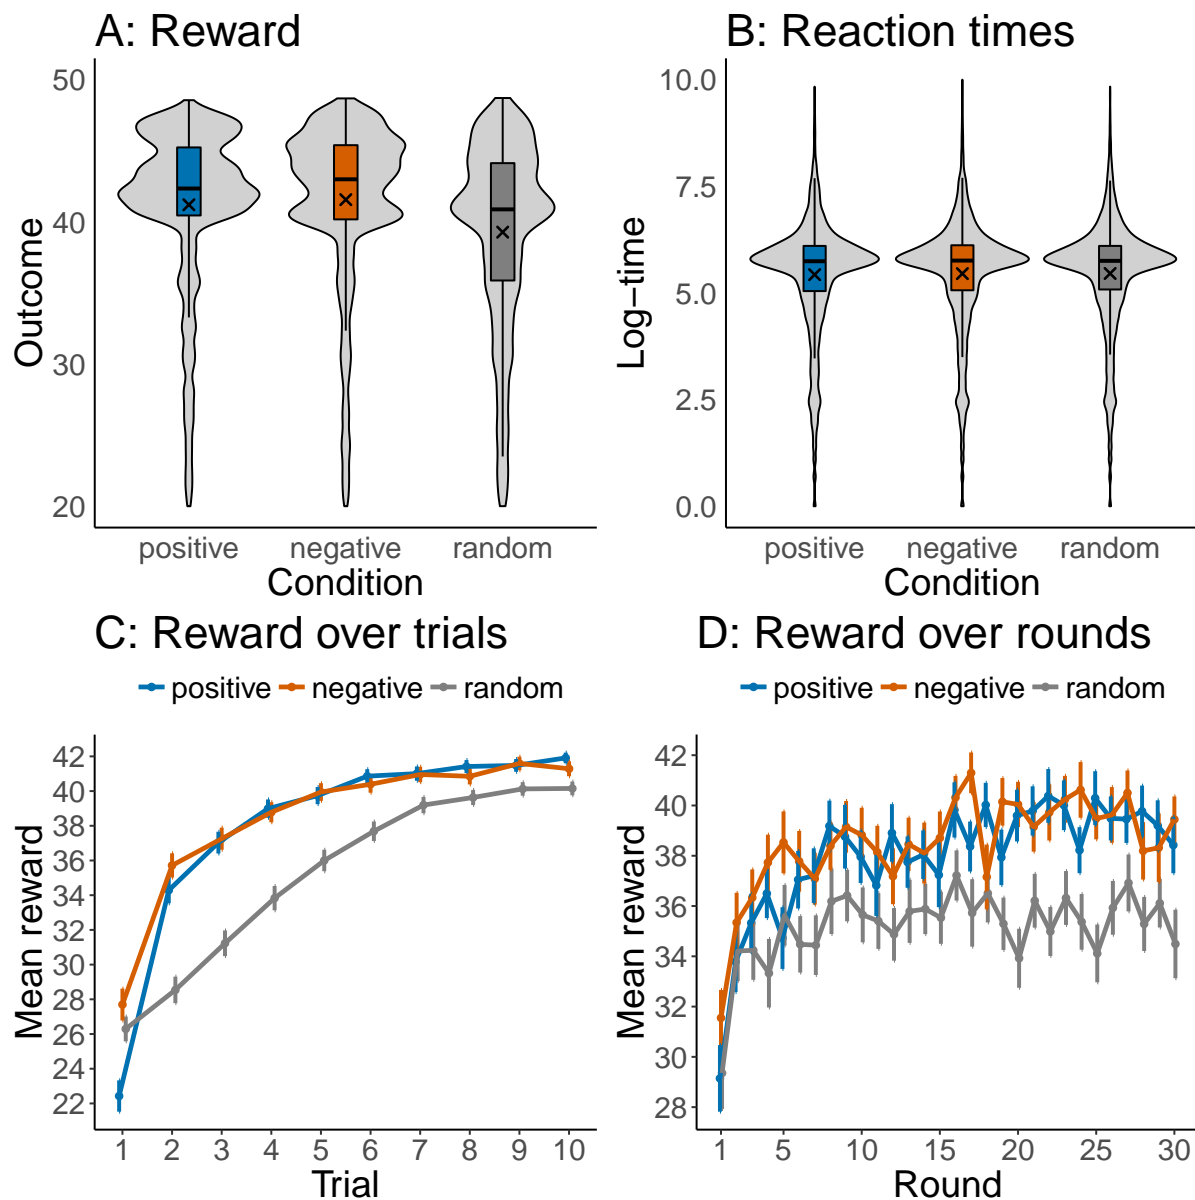 A: Reward
Outcome
50
40
30
20
positive negative random
Condition
B: Reaction times
Log−time
10.0
7.5
5.0
2.5
0.0
positive negative random
Condition
C: Reward over trials
positive negative random
Mean reward
42
40
38
36
34
32
30
28
26
24
22
1 2 3 4 5 6 7 8 9 10
Trial
D: Reward over rounds
positive negative random
Mean reward
42
40
38
36
34
32
30
28
1 5 10 15 20 25 30
Round